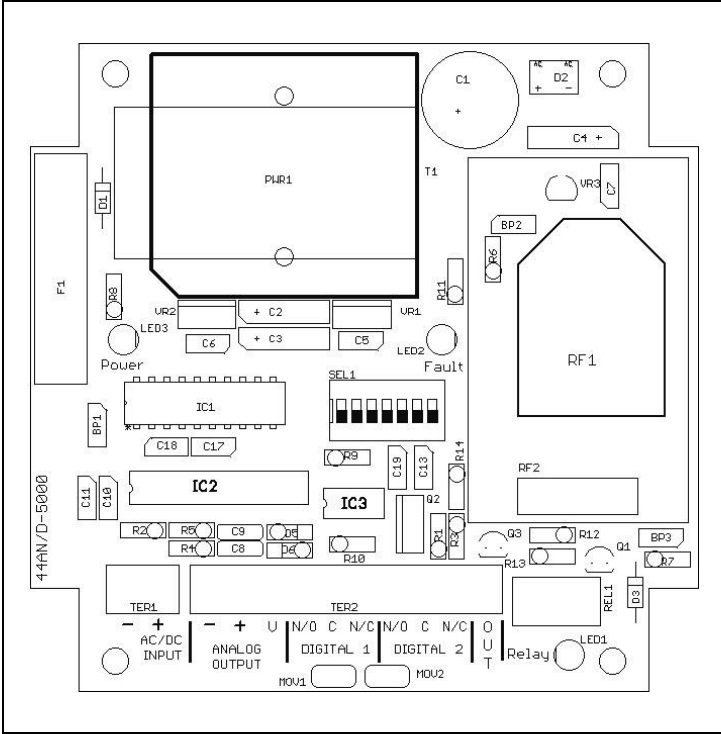 C1
+
AC AC
D2
+ -
C4 +
PWR1
T1
VR3
C7
D1
BP2
R6
F1
R8
R11
VR2
+ C2
VR1
LED3
+ C3
C6
C5
LED2
Power
Fault
RF1
SEL1
IC1
BP1
*
C18
C17
R9
C19
C13
R14
RF2
IC2
C11
C10
IC3
Q2
44AN/D-5000
R2
R5
C9
D5
R4
C8
D6
R10
R1
R3
Q3
R12
R13
Q1
BP3
R7
TER1
TER2
REL1
D3
- +
- +
U
N/O C N/C
N/O C N/C
OUT
AC/DC
INPUT
ANALOG
OUTPUT
DIGITAL 1
DIGITAL 2
Relay
LED1
MOV1
MOV2